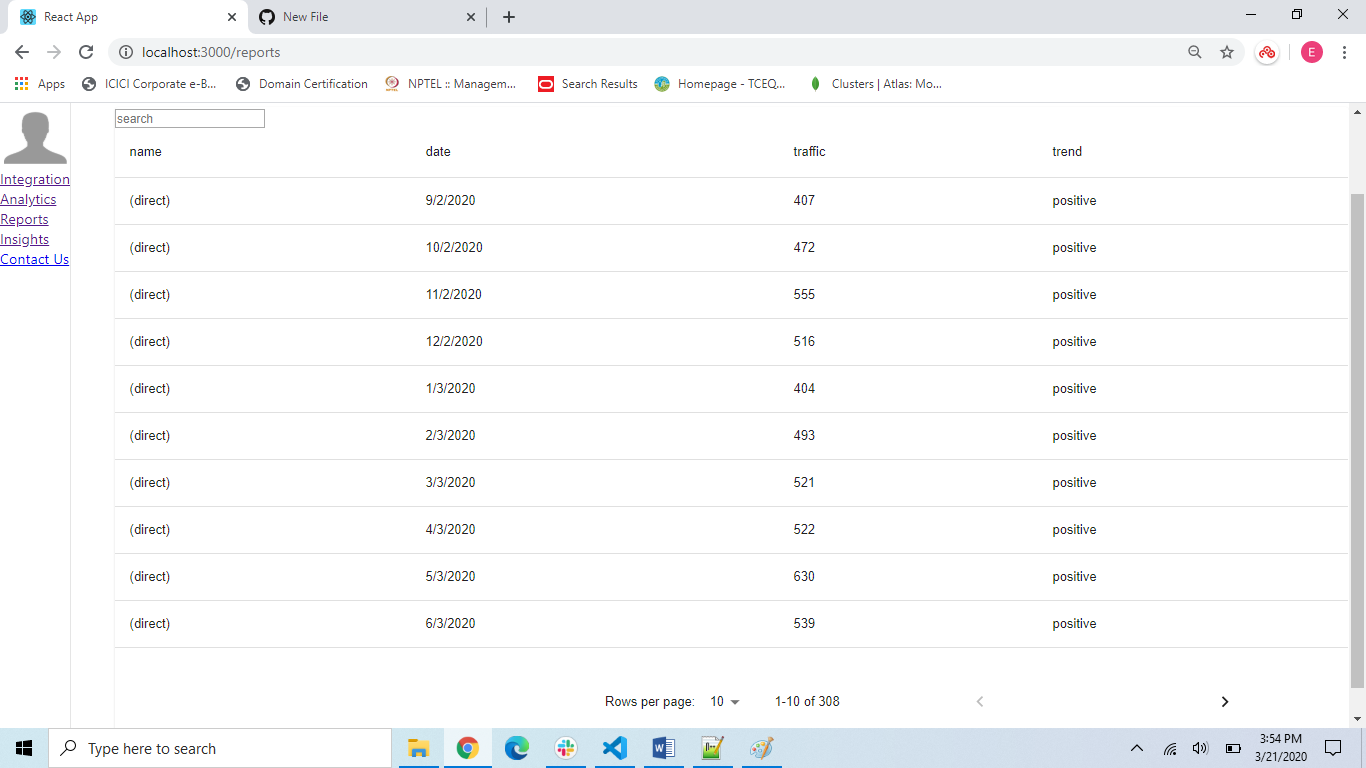 React App
New File
localhost:3000/reports
E
Apps ICICI Corporate e-B... Domain Certification NPTEL :: Managem... Search Results Homepage - TCEQ... Clusters | Atlas: Mo...
Integration
Analytics
Reports
Insights
Contact Us
search
name date traffic trend
(direct) 9/2/2020 407 positive
(direct) 10/2/2020 472 positive
(direct) 11/2/2020 555 positive
(direct) 12/2/2020 516 positive
(direct) 1/3/2020 404 positive
(direct) 2/3/2020 493 positive
(direct) 3/3/2020 521 positive
(direct) 4/3/2020 522 positive
(direct) 5/3/2020 630 positive
(direct) 6/3/2020 539 positive
Rows per page: 10 1-10 of 308
Type here to search
3:54 PM
3/21/2020